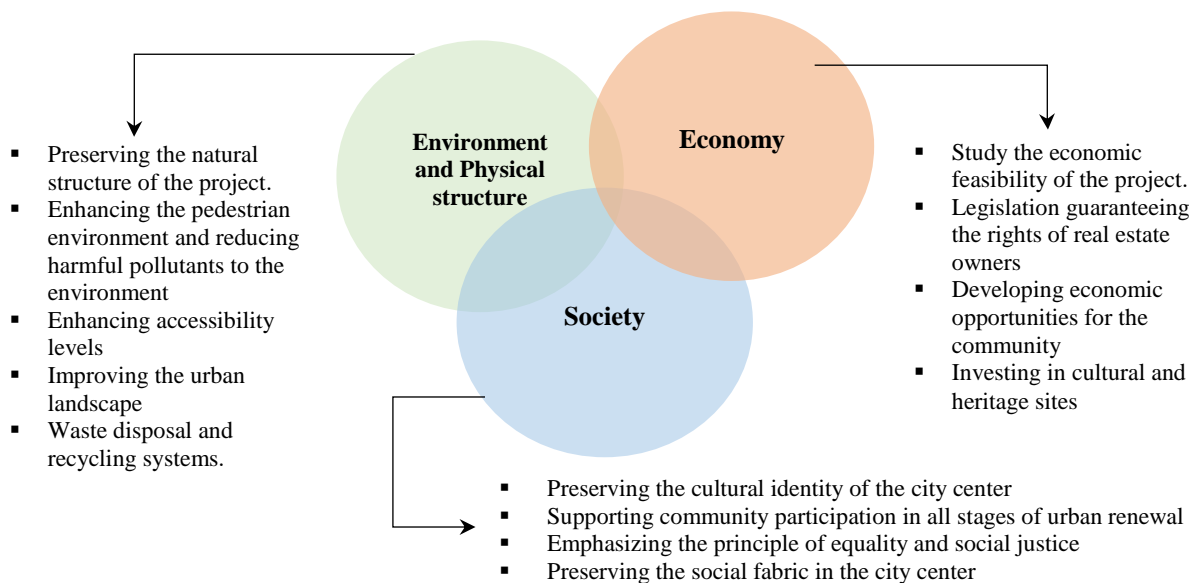 Environment
and Physical
structure
Economy
Society
▪ Preserving the natural
structure of the project.
▪ Enhancing the pedestrian
environment and reducing
harmful pollutants to the
environment
▪ Enhancing accessibility
levels
▪ Improving the urban
landscape
▪ Waste disposal and
recycling systems.
▪ Study the economic
feasibility of the project.
▪ Legislation guaranteeing
the rights of real estate
owners
▪ Developing economic
opportunities for the
community
▪ Investing in cultural and
heritage sites
▪ Preserving the cultural identity of the city center
▪ Supporting community participation in all stages of urban renewal
▪ Emphasizing the principle of equality and social justice
▪ Preserving the social fabric in the city center